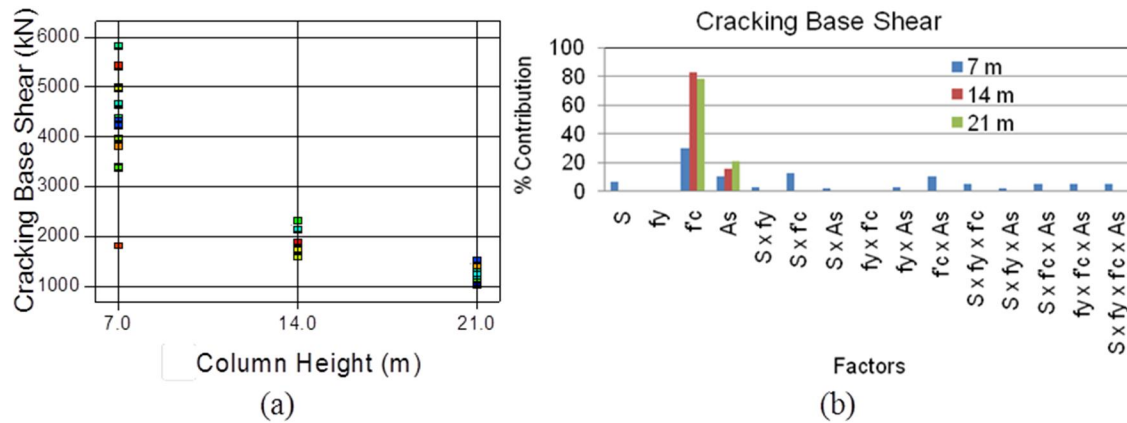 Cracking Base Shear (kN)
6000
5000
4000
3000
2000
1000
7.0
14.0
21.0
Column Height (m)
(a)
Cracking Base Shear
% Contribution
100
80
60
40
20
0
7 m
14 m
21 m
S
fy
f'c
As
S x fy
S x f'c
S x As
fy x f'c
fy x As
f'c x As
S x fy x f'c
S x fy x As
S x f'c x As
fy x f'c x As
S x fy x f'c x As
Factors
(b)